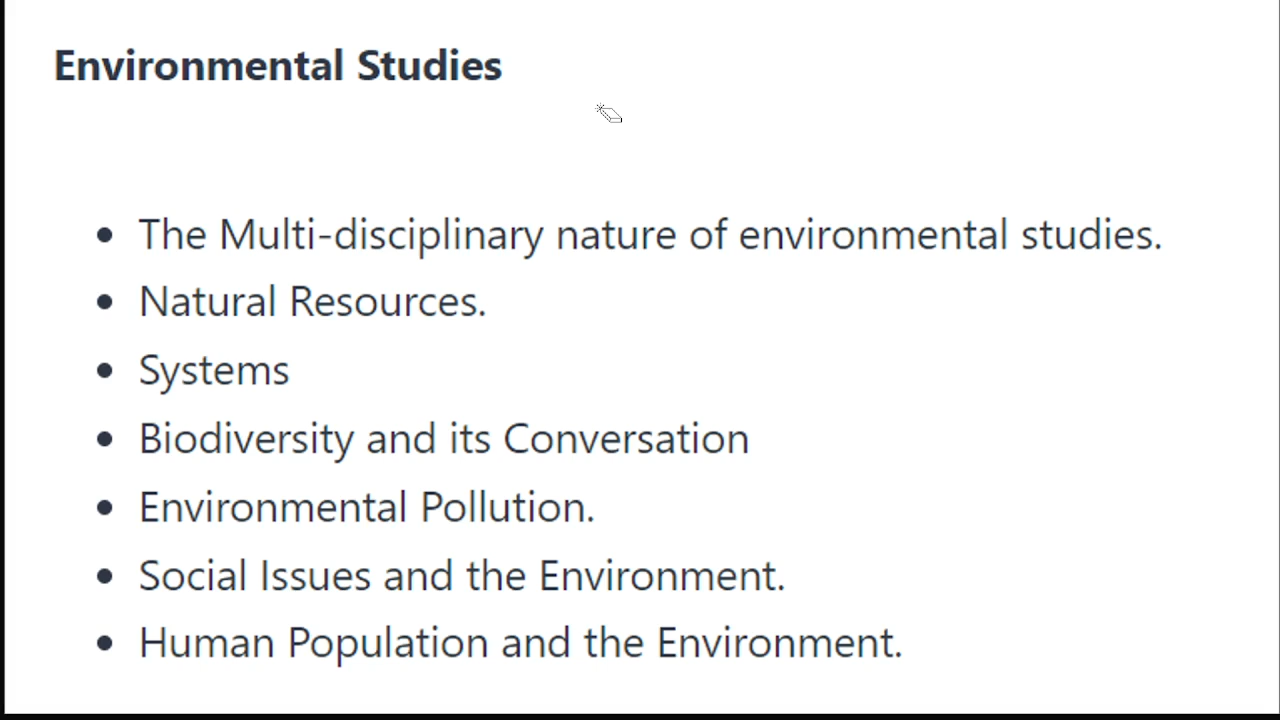 Environmental Studies
• The Multi-disciplinary nature of environmental studies.
• Natural Resources.
• Systems
• Biodiversity and its Conversation
• Environmental Pollution.
• Social Issues and the Environment.
• Human Population and the Environment.